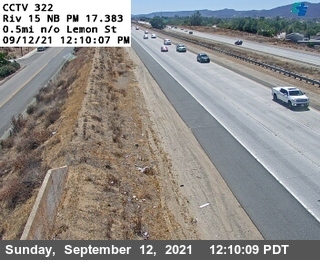 CCTV 322
Riv 15 NB PM 17.383
0.5mi n/o Lemon St
09/12/21 12:10:07 PM
Sunday, September 12, 2021 12:10:09 PDT